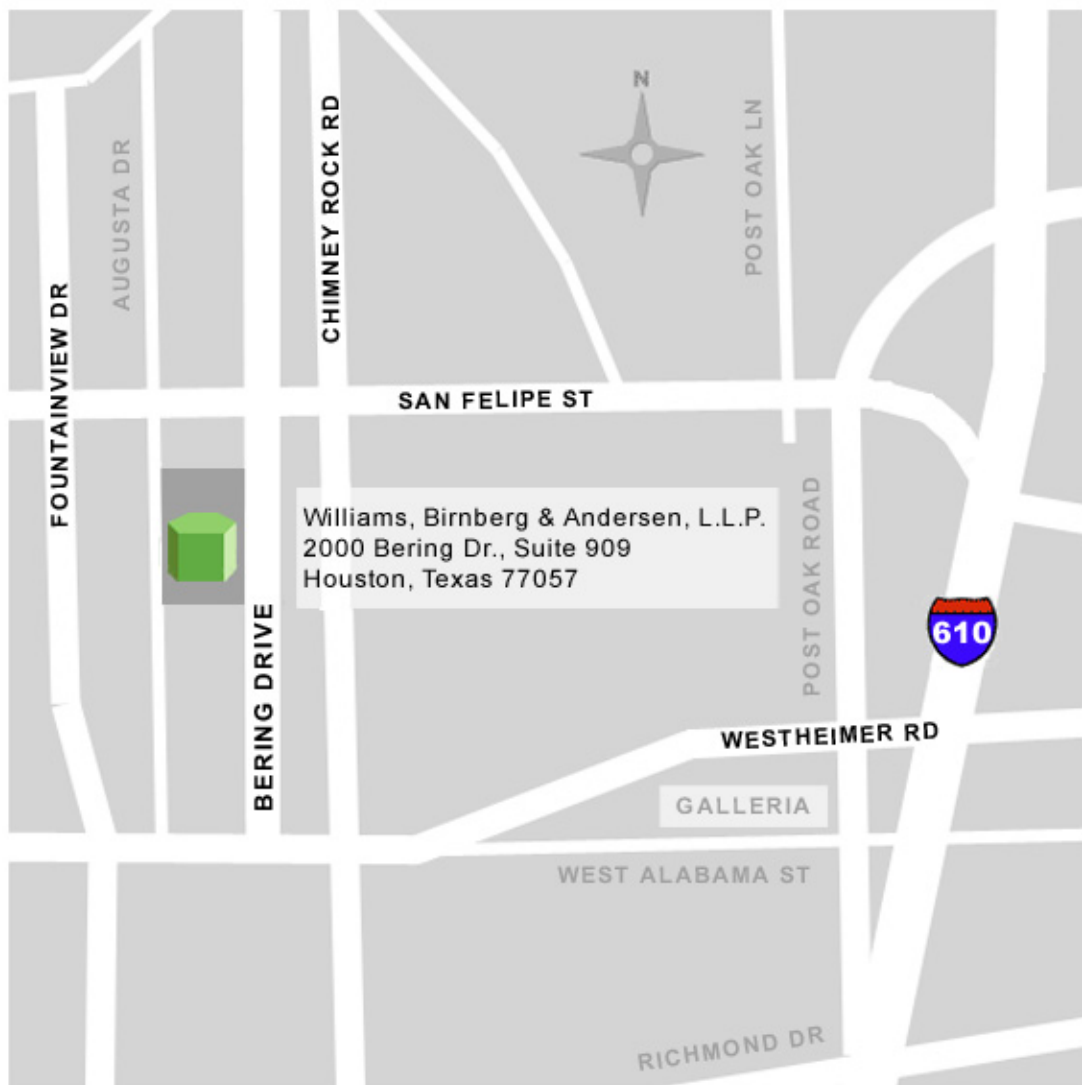 N
AUGUSTA DR
CHIMNEY ROCK RD
POST OAK LN
FOUNTAINVIEW DR
SAN FELIPE ST
Williams, Birnberg & Andersen, L.L.P.
2000 Bering Dr., Suite 909
Houston, Texas 77057
POST OAK ROAD
610
BERING DRIVE
WESTHEIMER RD
GALLERIA
WEST ALABAMA ST
RICHMOND DR